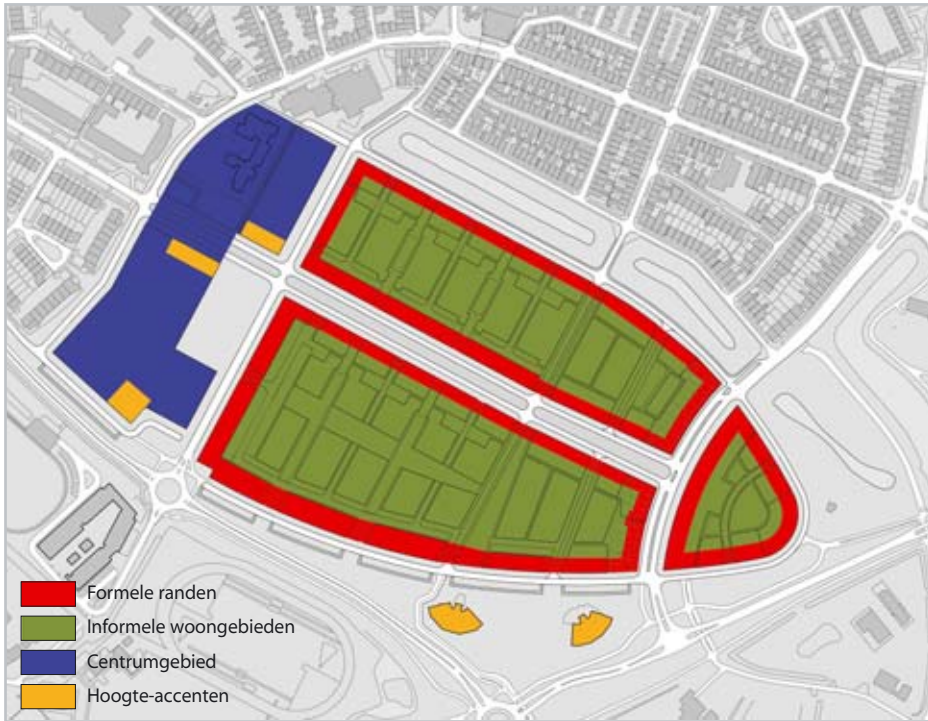 Formele randen
Informele woongebieden
Centrumgebied
Hoogte-accenten